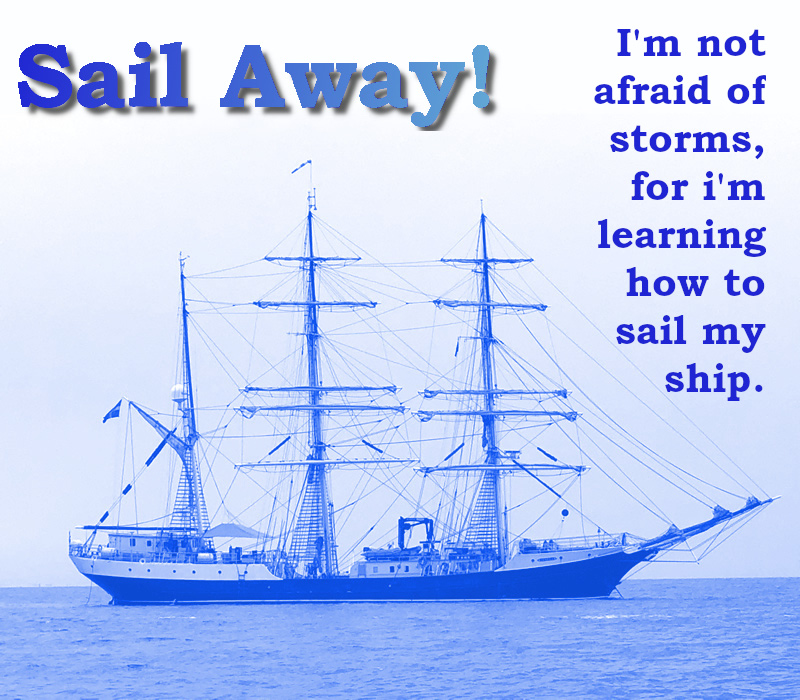 Sail Away!
I'm not
afraid of
storms,
for i'm
learning
how to
sail my
ship.